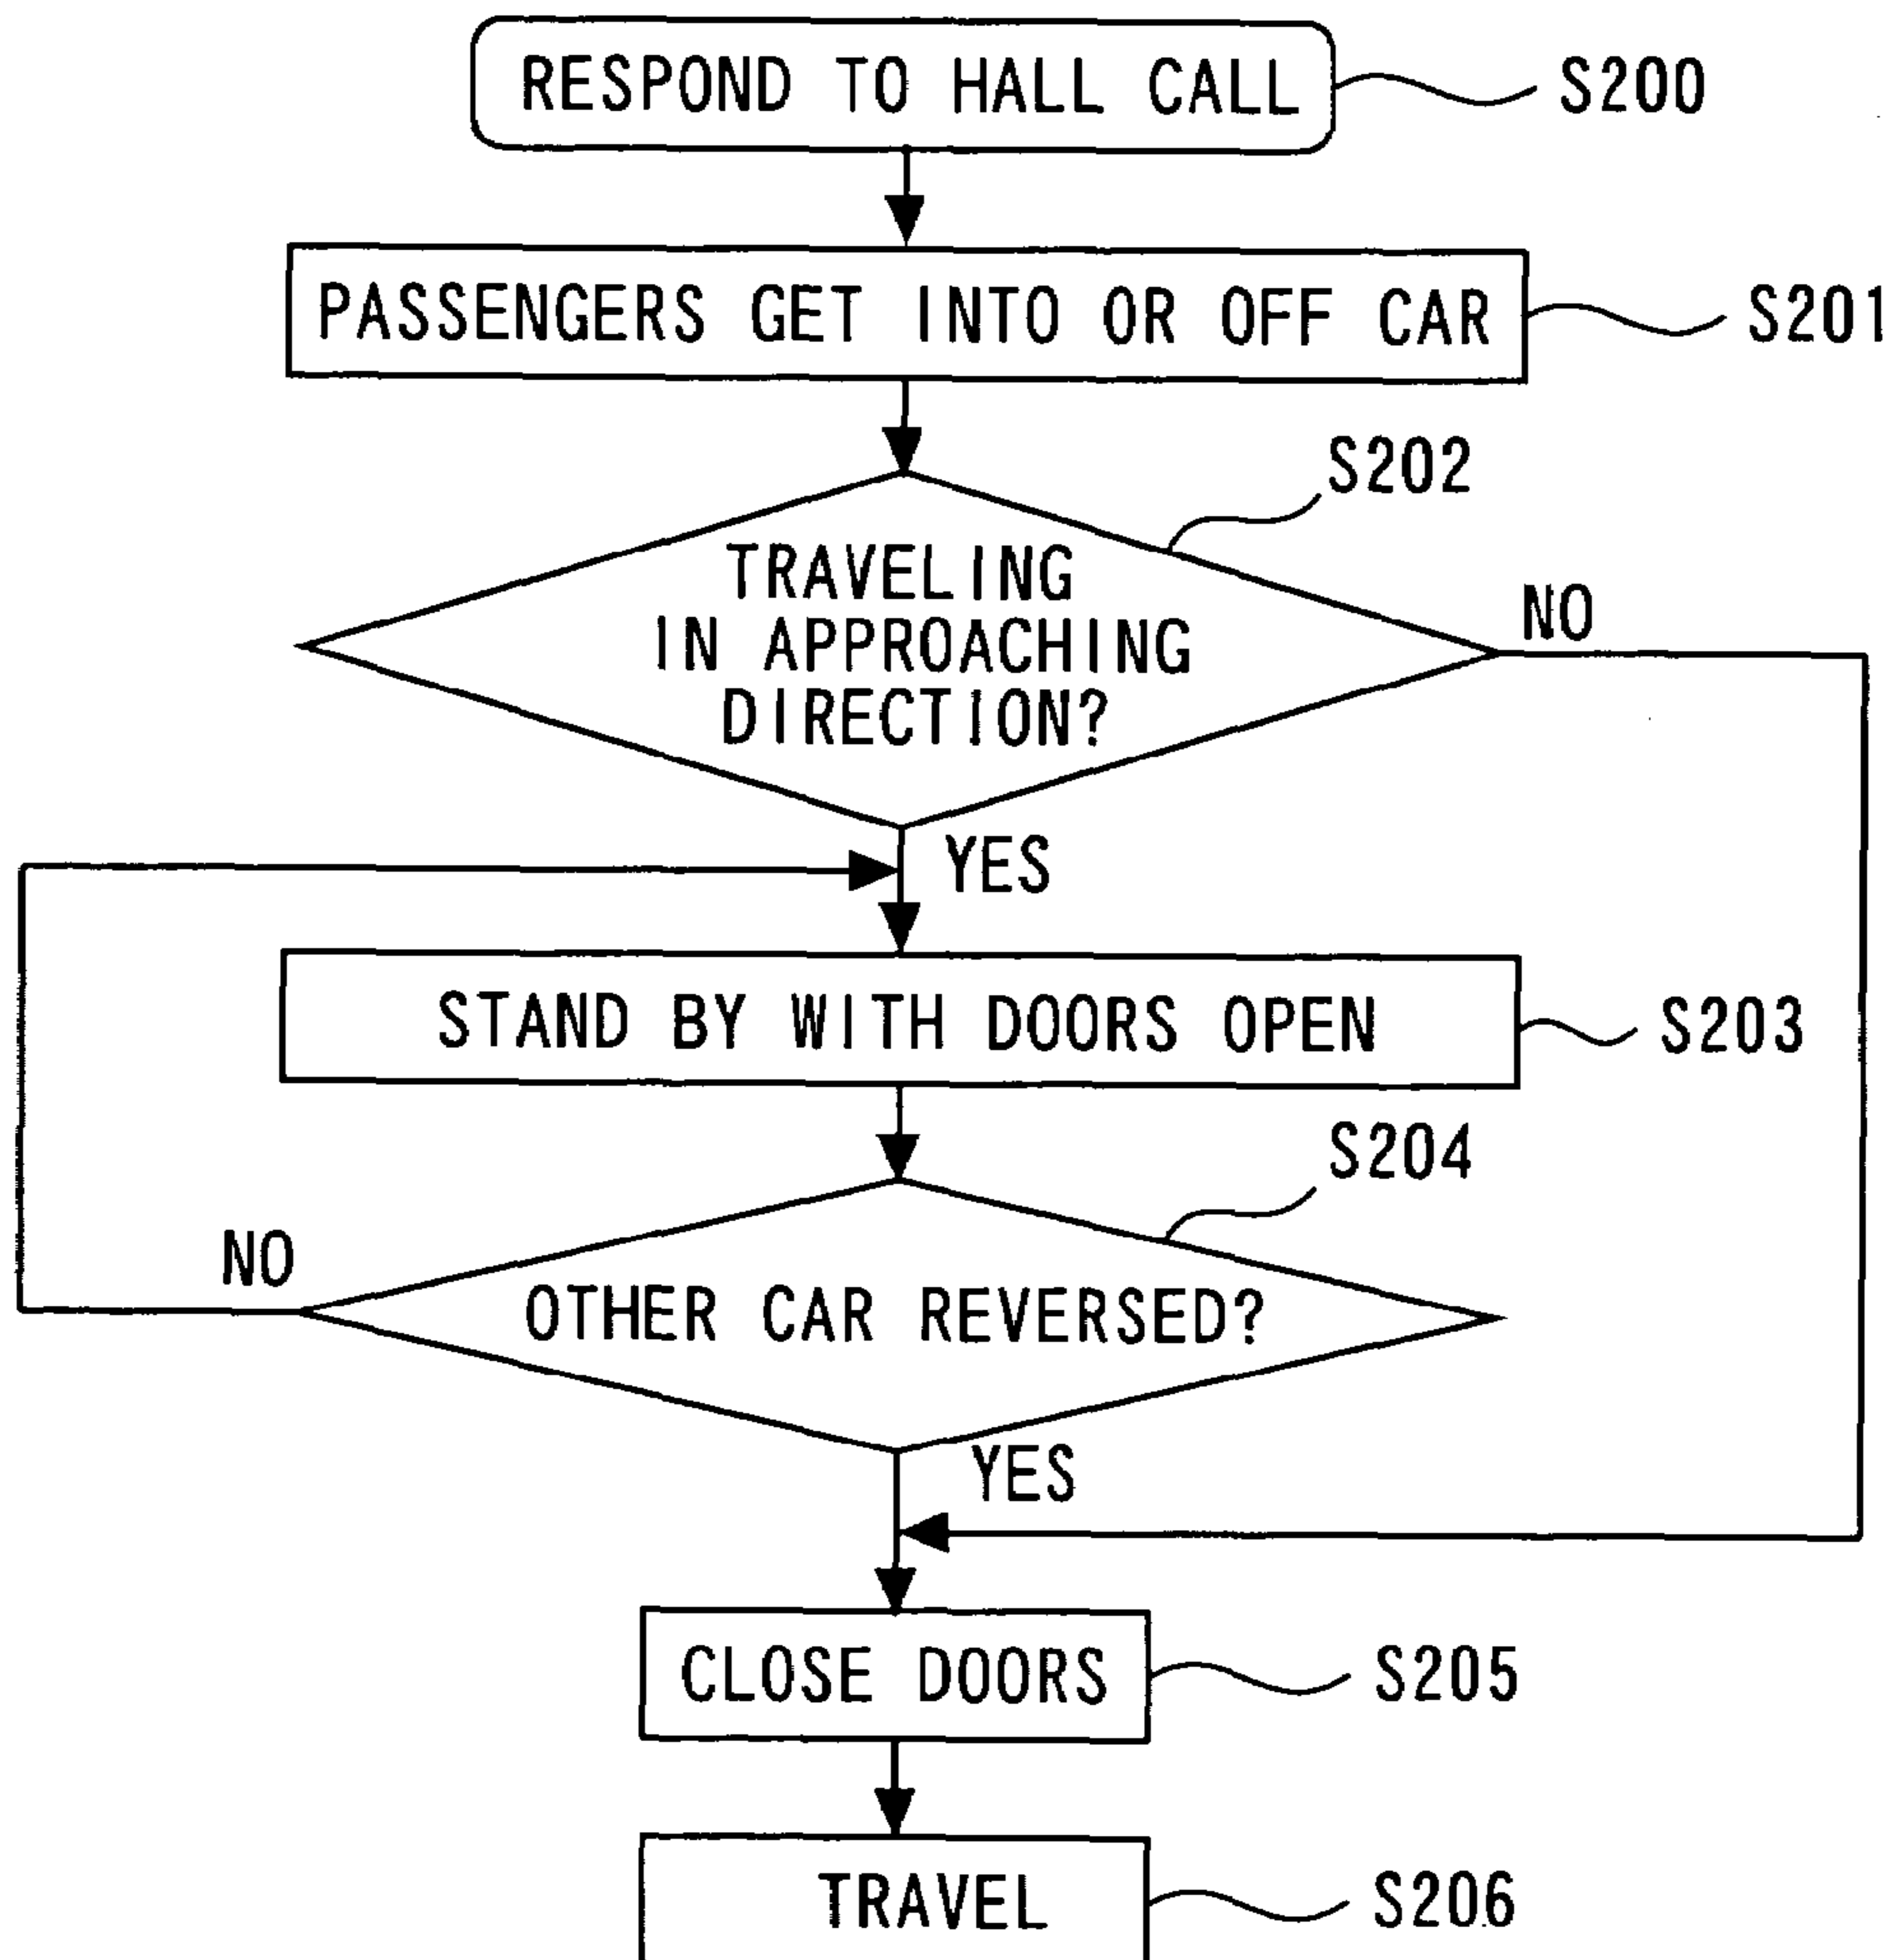 RESPOND TO HALL CALL
S200
PASSENGERS GET INTO OR OFF CAR
S201
S202
TRAVELING
IN APPROACHING
DIRECTION?
NO
YES
STAND BY WITH DOORS OPEN
S203
S204
NO
OTHER CAR REVERSED?
YES
CLOSE DOORS
S205
TRAVEL
S206